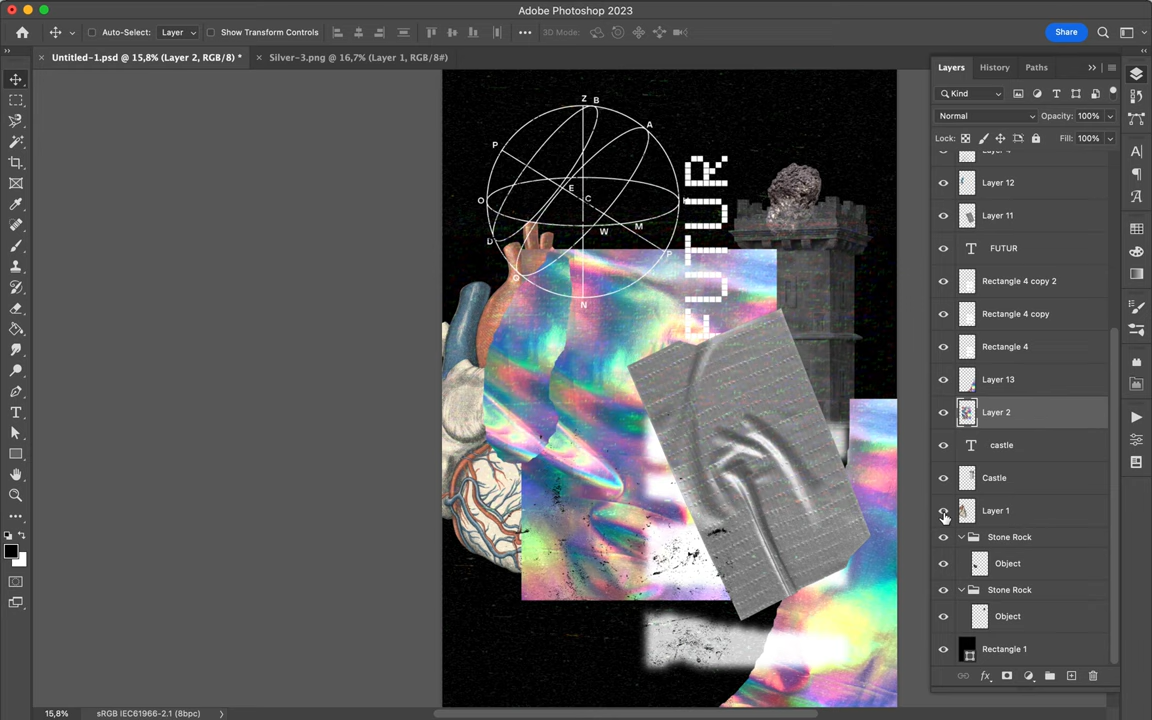 Adobe Photoshop 2023
Auto-Select: Layer Show Transform Controls 3D Mode: Share
Untitled-1.psd @ 15,8% (Layer 2, RGB/8) * Silver-3.png @ 16,7% (Layer 1, RGB/8#)
Layers History Paths
Kind
Normal Opacity: 100%
Lock: Fill: 100%
Layer 12
Layer 11
FUTUR
Rectangle 4 copy 2
Rectangle 4 copy
Rectangle 4
Layer 13
Layer 2
castle
Castle
Layer 1
Stone Rock
Object
Stone Rock
Object
Rectangle 1
Z B
A
P
E
C
O
M
W
D
P
N
FUTUR
15,8% sRGB IEC61966-2.1 (8bpc)